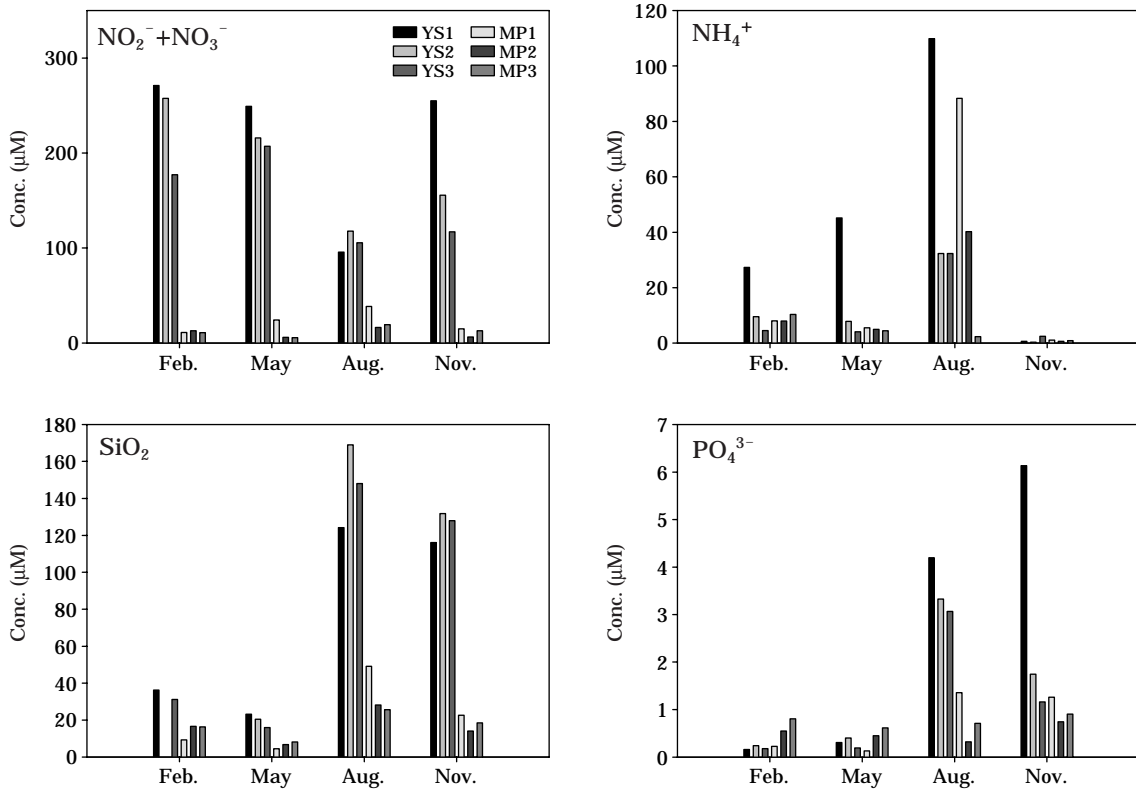 NO₂⁻+NO₃⁻
YS1 MP1
YS2 MP2
YS3 MP3
Conc. (μM)
300
200
100
0
Feb. May Aug. Nov.
NH₄⁺
Conc. (μM)
120
100
80
60
40
20
0
Feb. May Aug. Nov.
SiO₂
Conc. (μM)
180
160
140
120
100
80
60
40
20
0
Feb. May Aug. Nov.
PO₄³⁻
Conc. (μM)
7
6
5
4
3
2
1
0
Feb. May Aug. Nov.